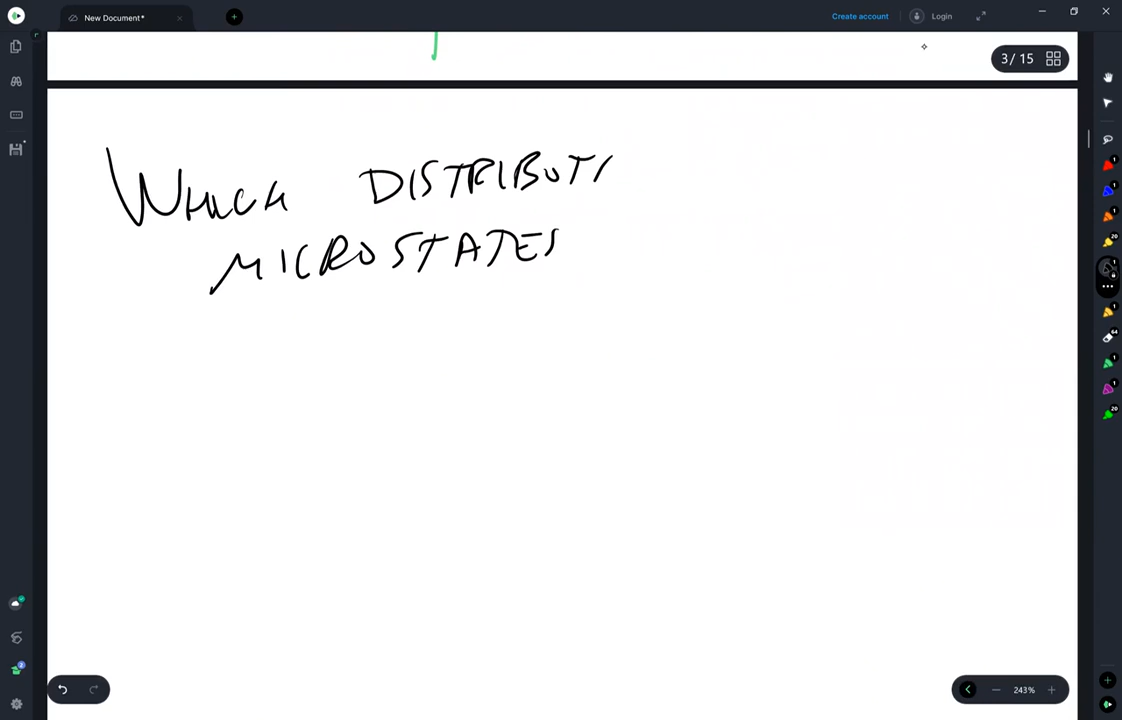 New Document*
Create account
Login
3/15
WHICH DISTRIBUTI
MICROSTATES
243%